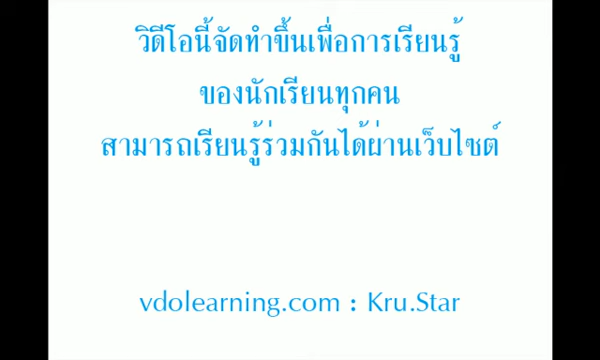 วิดีโอนี้จัดทำขึ้นเพื่อการเรียนรู้
ของนักเรียนทุกคน
สามารถเรียนรู้ร่วมกันได้ผ่านเว็บไซต์
vdolearning.com : Kru.Star